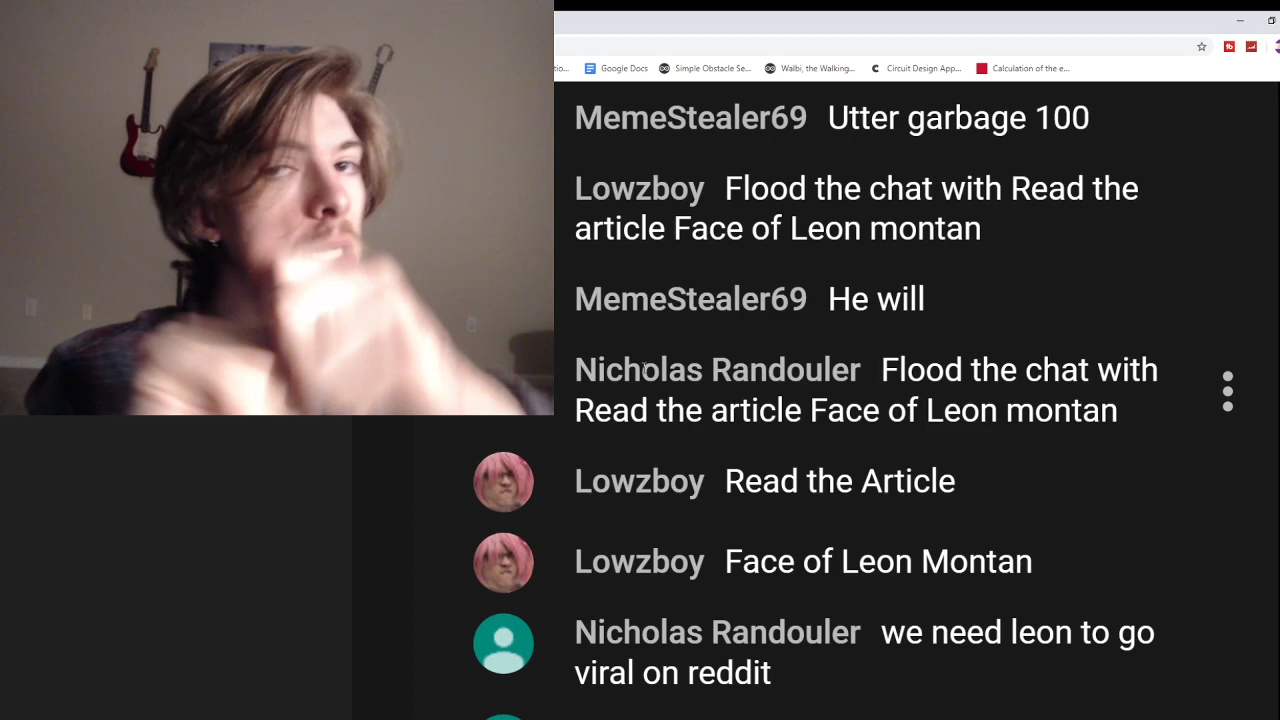 tio...
Google Docs
Simple Obstacle Se...
Walbi, the Walking...
Circuit Design App...
Calculation of the e...
MemeStealer69 Utter garbage 100
Lowzboy Flood the chat with Read the
article Face of Leon montan
MemeStealer69 He will
Nicholas Randouler Flood the chat with
Read the article Face of Leon montan
Lowzboy Read the Article
Lowzboy Face of Leon Montan
Nicholas Randouler we need leon to go
viral on reddit